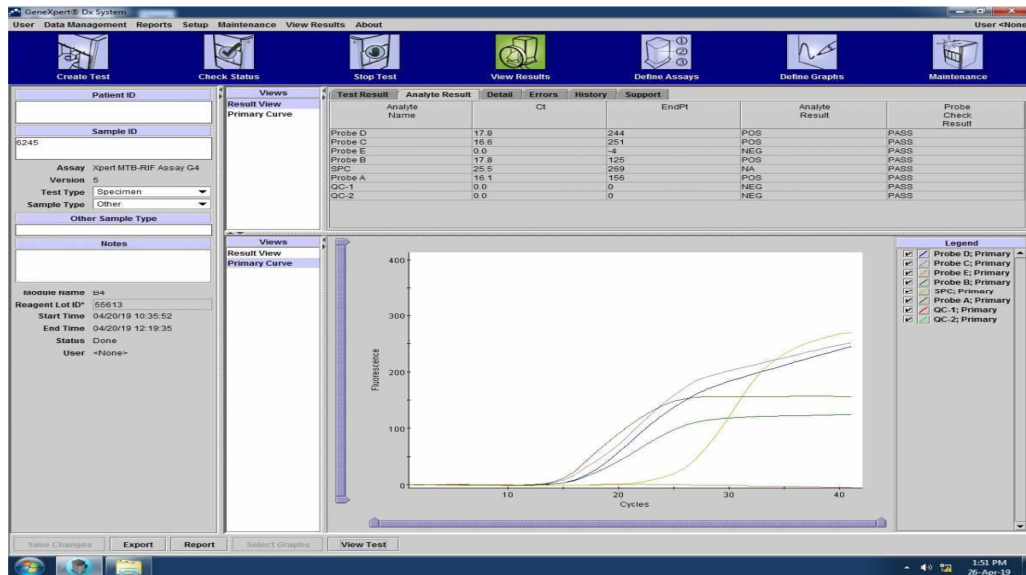 GeneXpert® Dx System
User Data Management Reports Setup Maintenance View Results About
User <None
Create Test
Check Status
Stop Test
View Results
Define Assays
Define Graphs
Maintenance
Patient ID
Sample ID
6245
Assay Xpert MTB-RIF Assay G4
Version 5
Test Type Specimen
Sample Type Other
Other Sample Type
Notes
Module Name B4
Reagent Lot ID* 55613
Start Time 04/20/19 10:35:52
End Time 04/20/19 12:19:35
Status Done
User <None>
Views
Result View
Primary Curve
Test Result Analyte Result Detail Errors History Support
Analyte Name Ct EndPt Analyte Result Probe Check Result
Probe D 17.8 244 POS PASS
Probe C 16.6 251 POS PASS
Probe E 0.0 -4 NEG PASS
Probe B 17.8 125 POS PASS
SPC 25.5 269 NA PASS
Probe A 16.1 156 POS PASS
QC-1 0.0 0 NEG PASS
QC-2 0.0 0 NEG PASS
Views
Result View
Primary Curve
400
300
200
100
0
Fluorescence
10 20 30 40
Cycles
Legend
Probe D; Primary
Probe C; Primary
Probe E; Primary
Probe B; Primary
SPC; Primary
Probe A; Primary
QC-1; Primary
QC-2; Primary
Save Changes Export Report Select Graphs View Test
1:51 PM
26-Apr-19